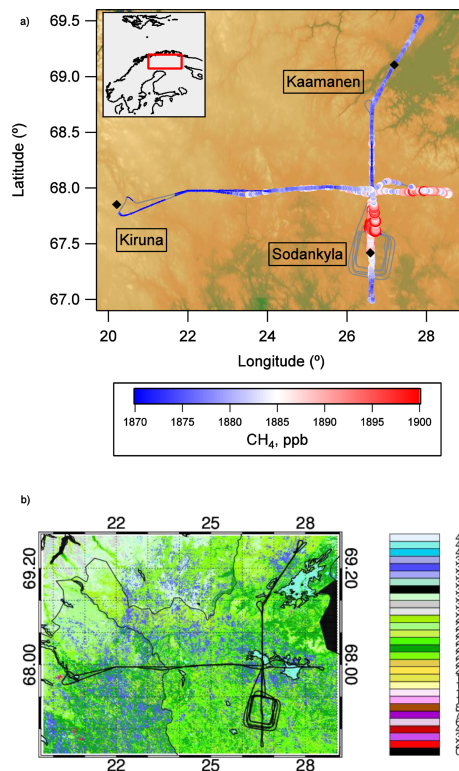 a)
Latitude (º)
69.5
69.0
68.5
68.0
67.5
67.0
Kaamanen
Kiruna
Sodankyla
20 22 24 26 28
Longitude (º)
1870 1875 1880 1885 1890 1895 1900
CH4, ppb
b)
22 25 28
69.20
68.00
69.20
68.00
22 25 28